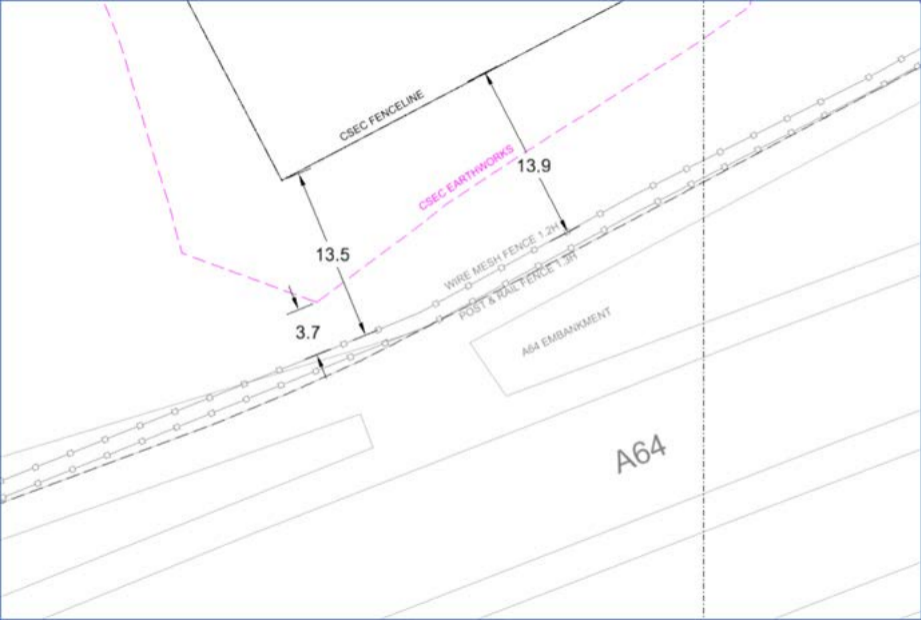 CSEC FENCELINE
CSEC EARTHWORKS
13.9
13.5
WIRE MESH FENCE 1.2H
POST & RAIL FENCE 1.3H
3.7
A64 EMBANKMENT
A64